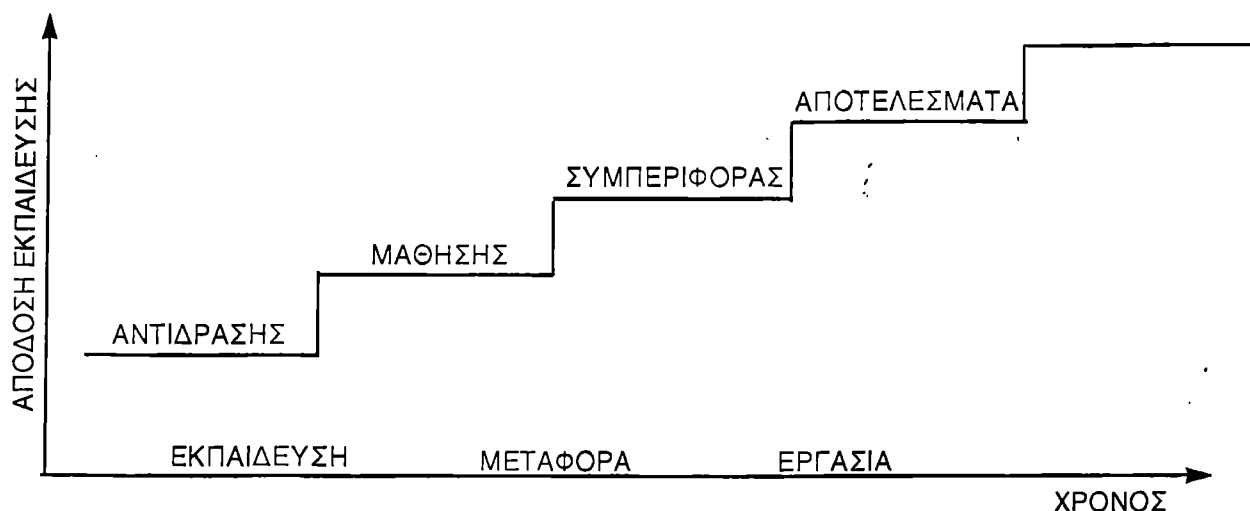 ΑΠΟΔΟΣΗ ΕΚΠΑΙΔΕΥΣΗΣ
ΑΠΟΤΕΛΕΣΜΑΤΑ
ΣΥΜΠΕΡΙΦΟΡΑΣ
ΜΑΘΗΣΗΣ
ΑΝΤΙΔΡΑΣΗΣ
ΕΚΠΑΙΔΕΥΣΗ ΜΕΤΑΦΟΡΑ ΕΡΓΑΣΙΑ
ΧΡΟΝΟΣ